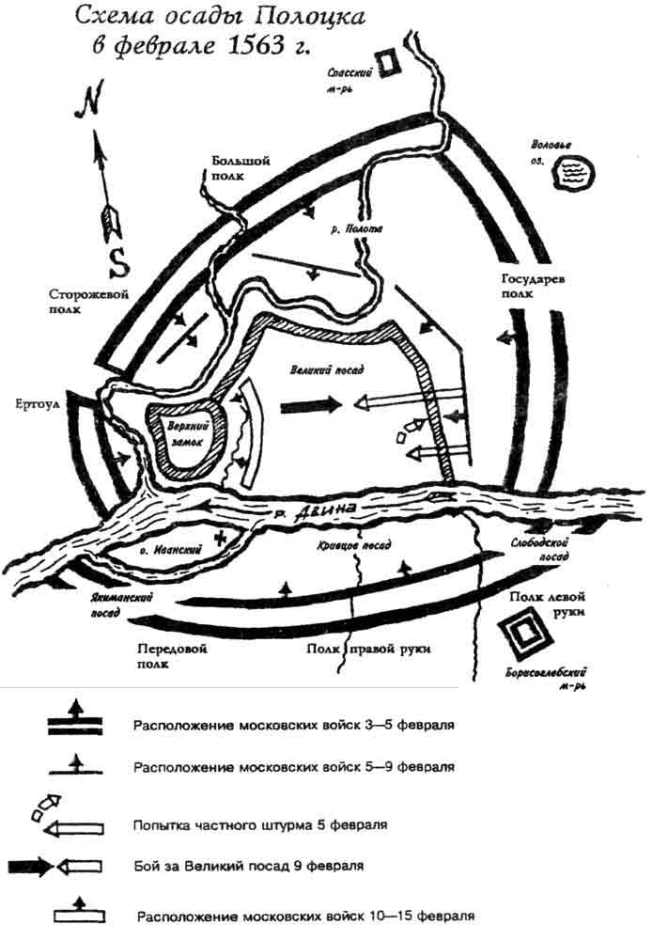 Схема осады Полоцка
в феврале 1563 г.
Спасский
м-рь
N
Воловье
оз.
Большой
полк
р. Полота
S
Государев
полк
Сторожевой
полк
Великий посад
Ертоул
Верхний
замок
р. Двина
о. Иванский
Кривцов посад
Слободской
посад
Якиманский
посад
Полк левой
руки
Передовой
полк
Полк правой руки
Борисоглебский
м-рь
Расположение московских войск 3—5 февраля
Расположение московских войск 5—9 февраля
Попытка частного штурма 5 февраля
Бой за Великий посад 9 февраля
Расположение московских войск 10—15 февраля